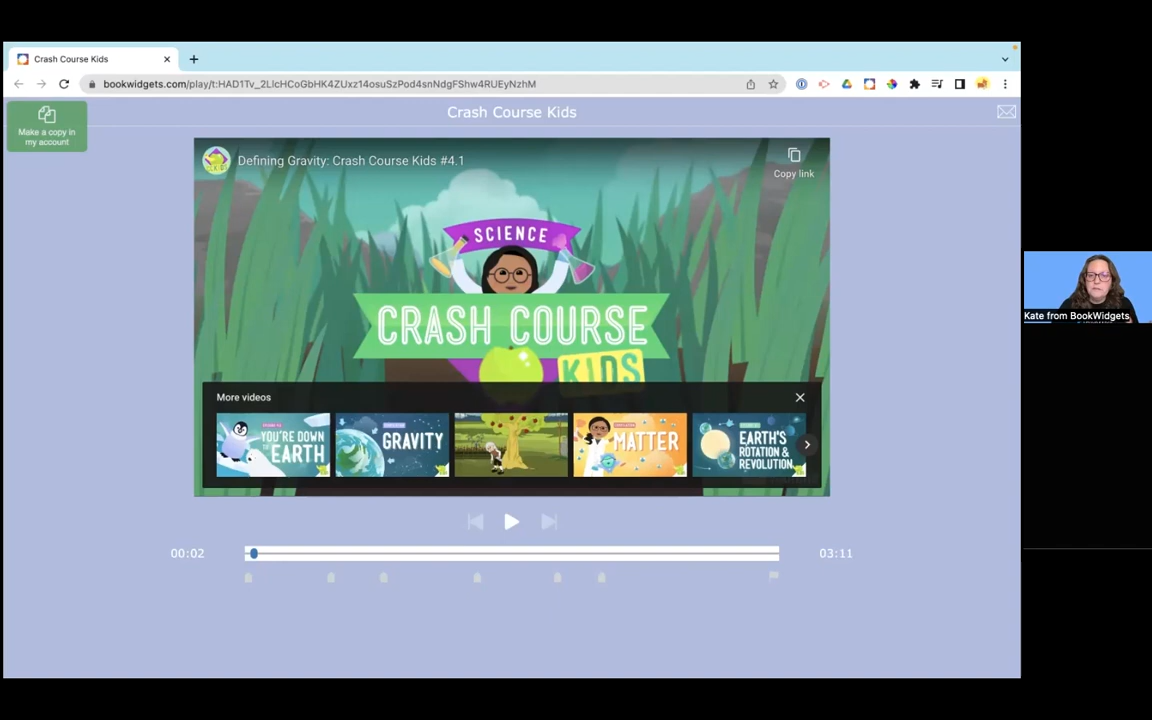 Crash Course Kids
bookwidgets.com/play/t:HAD1Tv_2LlcHCoGbHK4ZUxz14osuSzPod4snNdgFShw4RUEyNzhM
Make a copy in
my account
Crash Course Kids
Defining Gravity: Crash Course Kids #4.1
Copy link
SCIENCE
CRASH COURSE
KIDS
More videos
YOU'RE DOWN
TO EARTH
GRAVITY
MATTER
EARTH'S
ROTATION &
REVOLUTION
00:02
03:11
Kate from BookWidgets